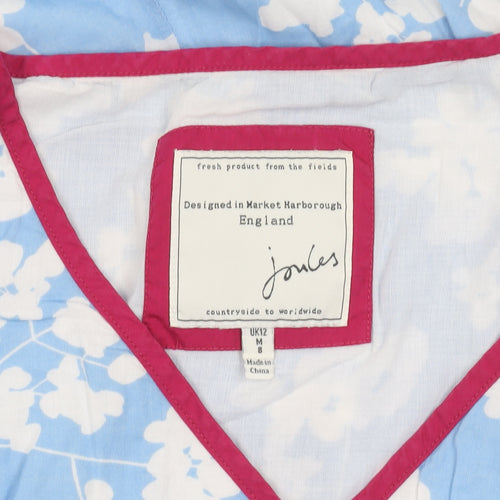 fresh product from the fields
Designed in Market Harborough
England
joules
countryside to worldwide
UK12
M
8
Made in
China